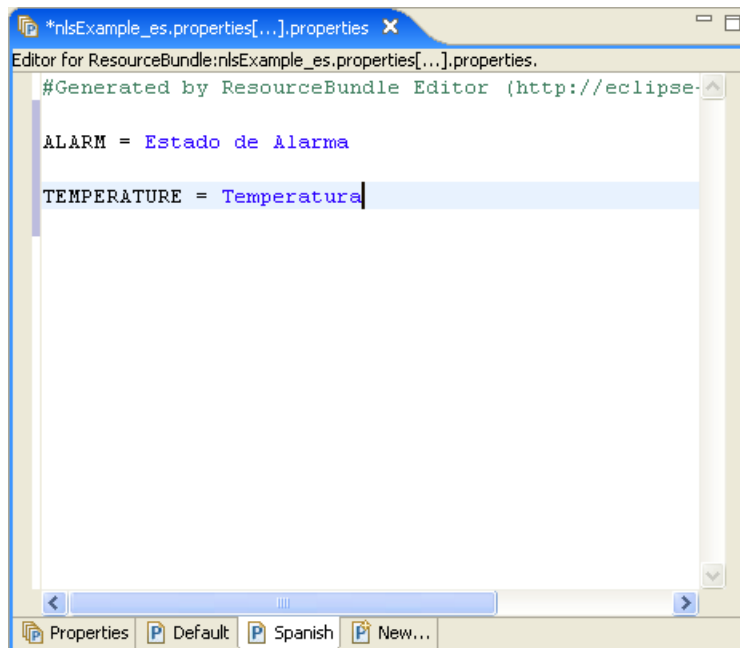 *nlsExample_es.properties[...].properties
Editor for ResourceBundle:nlsExample_es.properties[...].properties.
#Generated by ResourceBundle Editor (http://eclipse-
ALARM = Estado de Alarma
TEMPERATURE = Temperatura
Properties Default Spanish New...